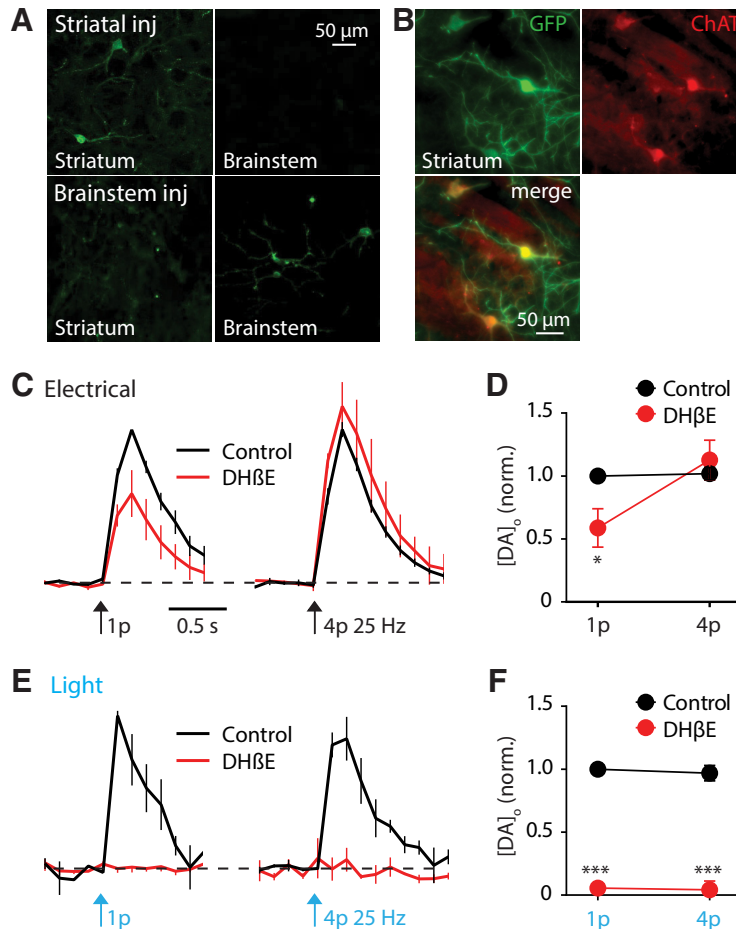 A
Striatal inj
50 µm
Striatum
Brainstem
Brainstem inj
Striatum
Brainstem
B
GFP
ChAT
Striatum
merge
50 µm
C Electrical
Control
DHßE
1p
0.5 s
4p 25 Hz
D
Control
DHβE
1.5
1.0
0.5
0
[DA]o (norm.)
*
1p
4p
E Light
Control
DHßE
1p
4p 25 Hz
F
Control
DHβE
1.5
1.0
0.5
0
[DA]o (norm.)
*** ***
1p
4p